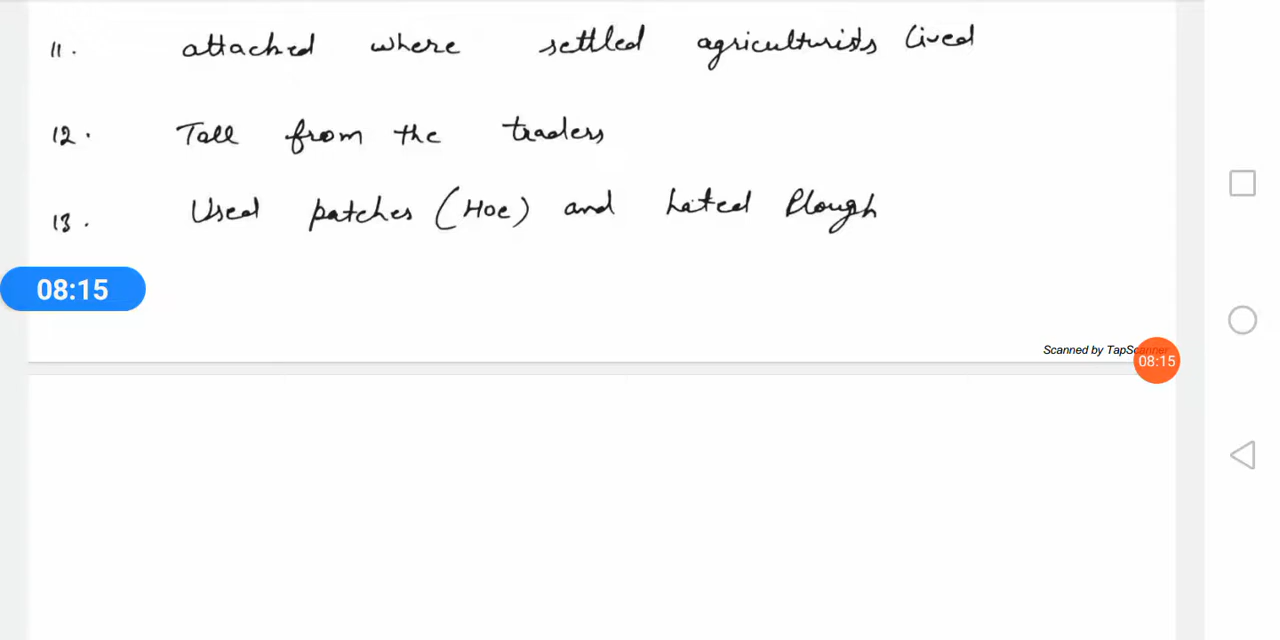 11. attached where settled agriculturists lived
12. Toll from the traders
13. Used patches (Hoe) and hated Plough
08:15
Scanned by TapScanner
08:15